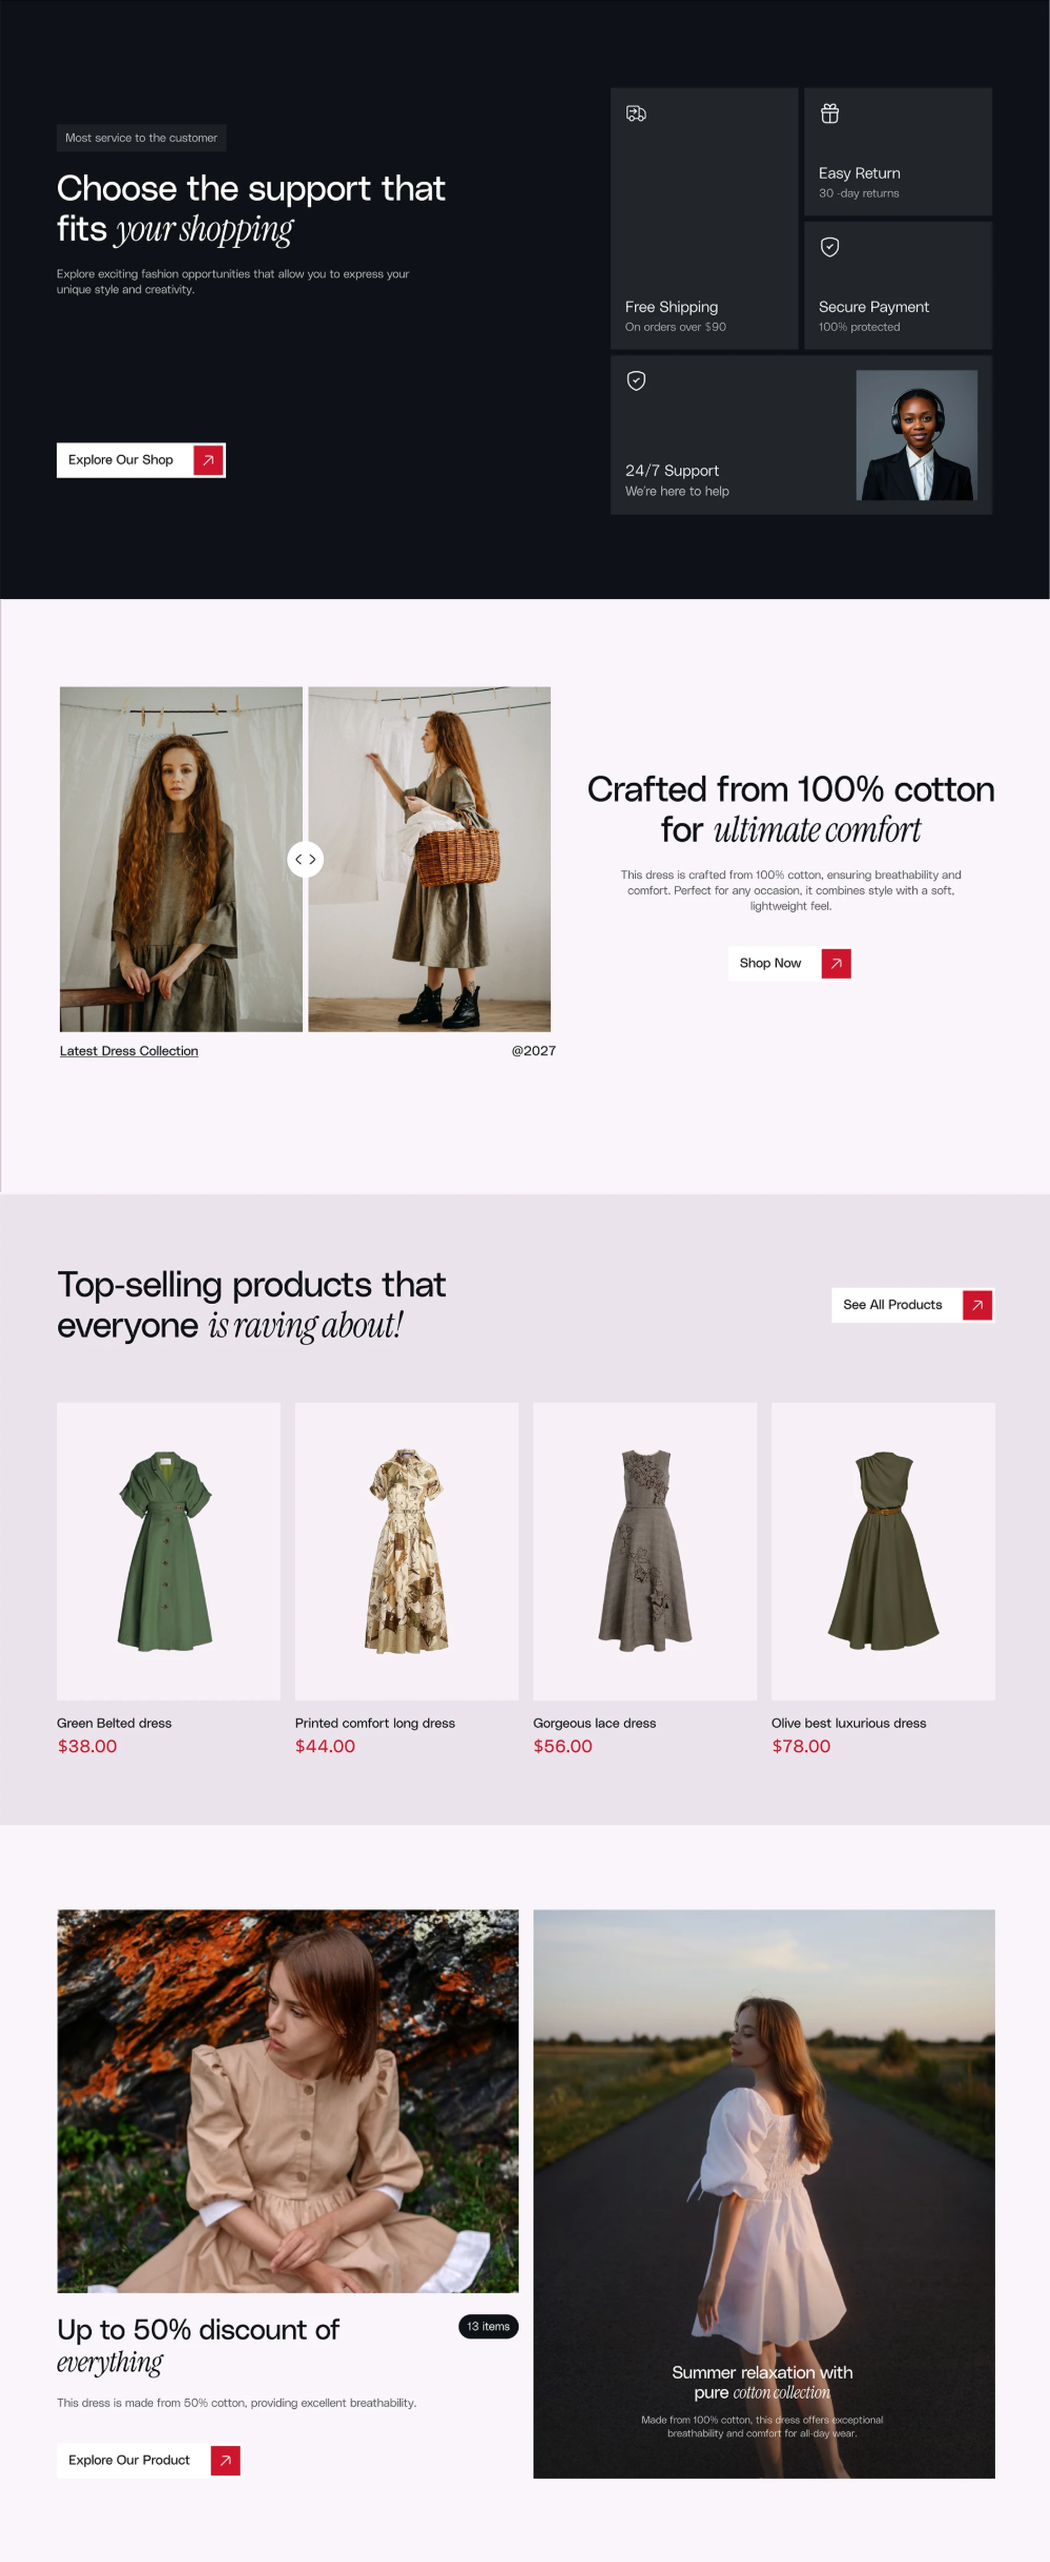 Most service to the customer
Choose the support that
fits your shopping
Explore exciting fashion opportunities that allow you to express your
unique style and creativity.
Explore Our Shop
Free Shipping
On orders over $90
Easy Return
30 -day returns
Secure Payment
100% protected
24/7 Support
We're here to help
Latest Dress Collection
@2027
Crafted from 100% cotton
for ultimate comfort
This dress is crafted from 100% cotton, ensuring breathability and
comfort. Perfect for any occasion, it combines style with a soft,
lightweight feel.
Shop Now
Top-selling products that
everyone is raving about!
See All Products
Green Belted dress
$38.00
Printed comfort long dress
$44.00
Gorgeous lace dress
$56.00
Olive best luxurious dress
$78.00
Up to 50% discount of
everything
13 items
This dress is made from 50% cotton, providing excellent breathability.
Explore Our Product
Summer relaxation with
pure cotton collection
Made from 100% cotton, this dress offers exceptional
breathability and comfort for all-day wear.